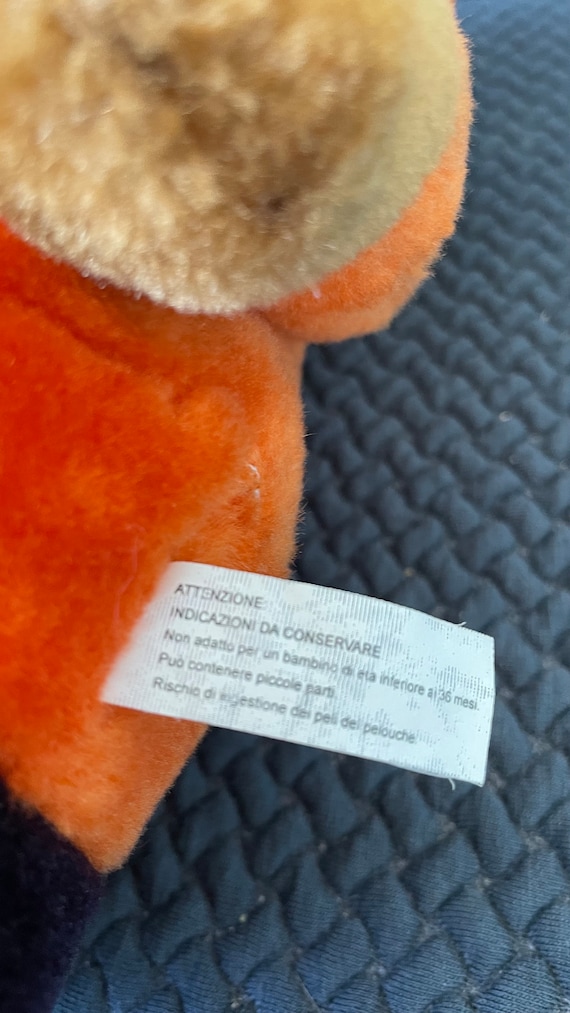 ATTENZIONE:
INDICAZIONI DA CONSERVARE
Non adatto per un bambino di età inferiore ai 36 mesi.
Può contenere piccole parti.
Rischio di ingestione dei peli del pelouche.